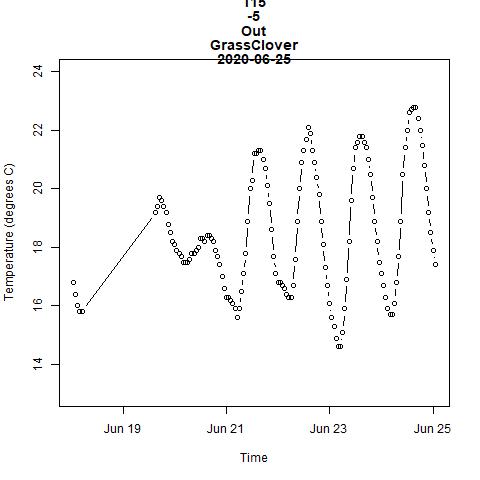 T15
-5
Out
GrassClover
2020-06-25
24
22
20
18
16
14
Temperature (degrees C)
Jun 19
Jun 21
Jun 23
Jun 25
Time